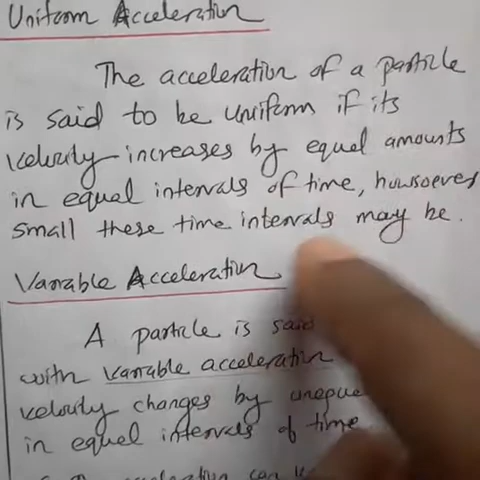 Uniform Acceleration
The acceleration of a particle
is said to be uniform if its
velocity increases by equal amounts
in equal intervals of time, howsoever
small these time intervals may be.
Variable Acceleration
A particle is said
with variable acceleration
velocity changes by
in equal intervals of time
acceleration can